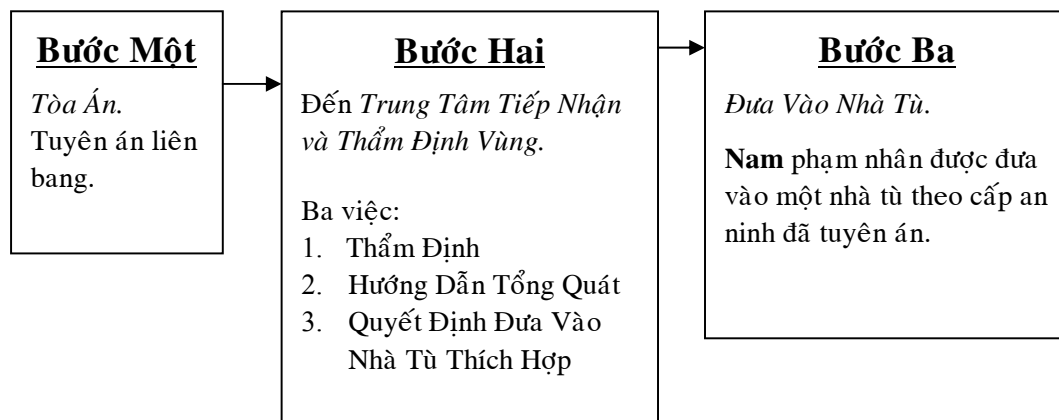 Bước Một
Tòa Án.
Tuyên án liên
bang.
Bước Hai
Đến Trung Tâm Tiếp Nhận
và Thẩm Định Vùng.
Ba việc:
1. Thẩm Định
2. Hướng Dẫn Tổng Quát
3. Quyết Định Đưa Vào
Nhà Tù Thích Hợp
Bước Ba
Đưa Vào Nhà Tù.
Nam phạm nhân được đưa
vào một nhà tù theo cấp an
ninh đã tuyên án.